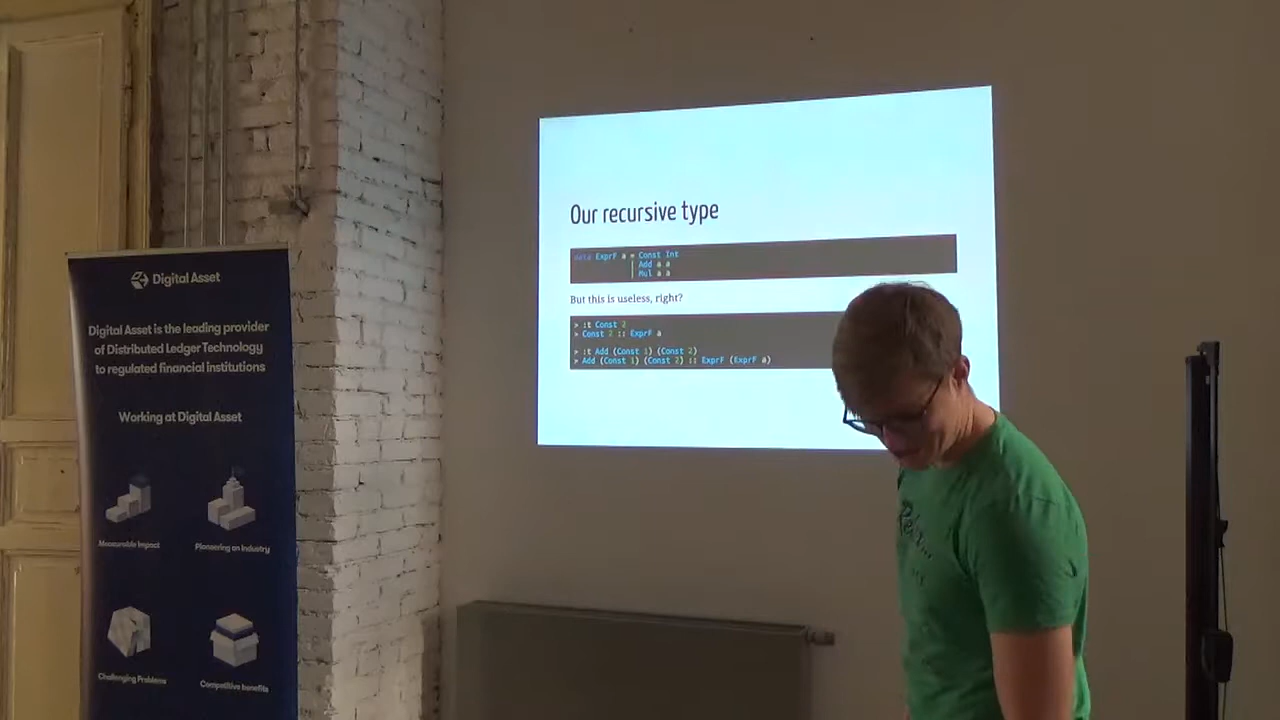 Digital Asset
Digital Asset is the leading provider
of Distributed Ledger Technology
to regulated financial institutions
Working at Digital Asset
Measurable Impact
Pioneering an Industry
Challenging Problems
Competitive benefits
Our recursive type
data ExprF a = Const Int
| Add a a
| Mul a a
But this is useless, right?
> :t Const 2
> Const 2 :: ExprF a
> :t Add (Const 1) (Const 2)
> Add (Const 1) (Const 2) :: ExprF (ExprF a)